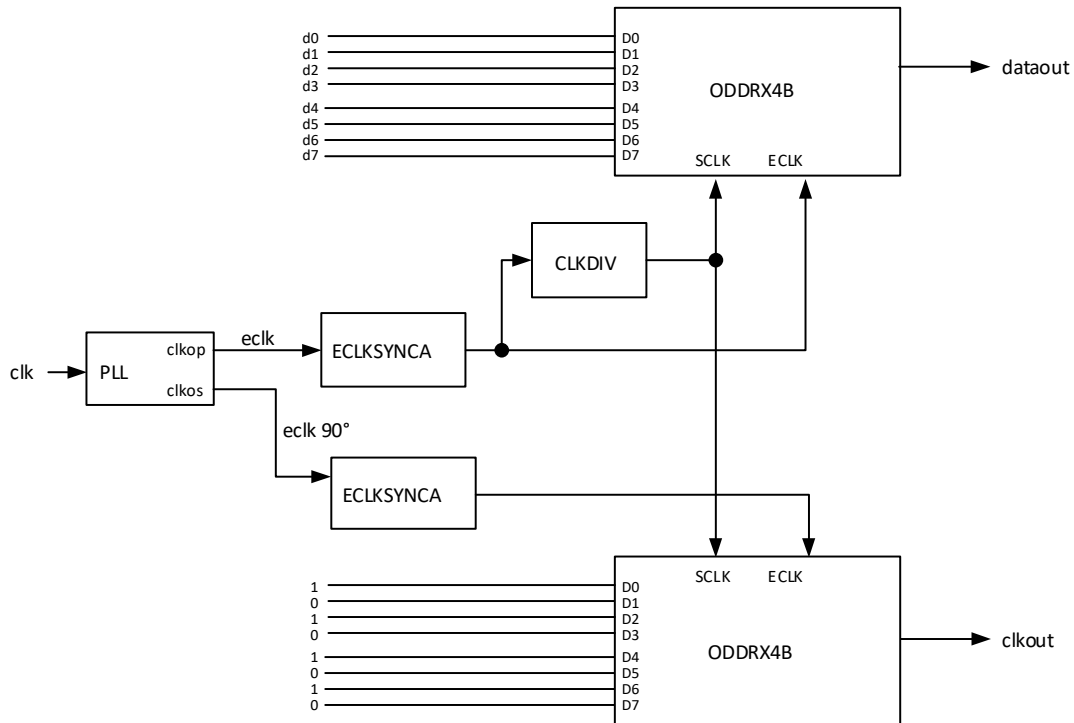 d0 D0
d1 D1
d2 D2
d3 D3
d4 D4
d5 D5
d6 D6
d7 D7
ODDRX4B
dataout
SCLK ECLK
CLKDIV
eclk
ECLKSYNCA
clk
PLL
clkop
clkos
eclk 90°
ECLKSYNCA
SCLK ECLK
1 D0
0 D1
1 D2
0 D3
1 D4
0 D5
1 D6
0 D7
ODDRX4B
clkout